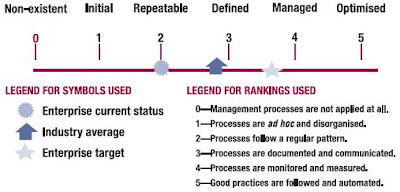 Non-existent Initial Repeatable Defined Managed Optimised
0 1 2 3 4 5
LEGEND FOR SYMBOLS USED
Enterprise current status
Industry average
Enterprise target
LEGEND FOR RANKINGS USED
0—Management processes are not applied at all.
1—Processes are ad hoc and disorganised.
2—Processes follow a regular pattern.
3—Processes are documented and communicated.
4—Processes are monitored and measured.
5—Good practices are followed and automated.